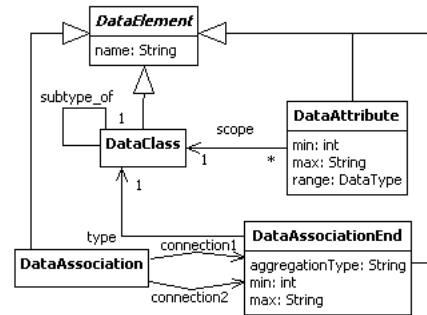 DataElement
name: String
subtype_of
1
DataClass
1
scope
*
1
DataAttribute
min: int
max: String
range: DataType
type
DataAssociation
connection1
connection2
DataAssociationEnd
aggregationType: String
min: int
max: String